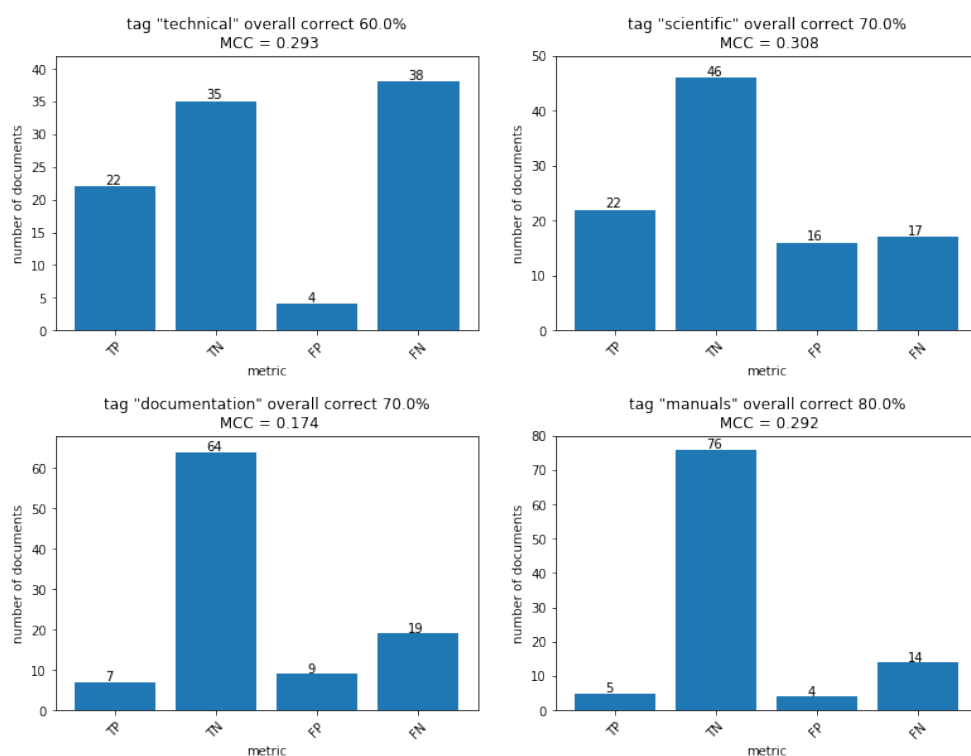 tag "technical" overall correct 60.0%
MCC = 0.293
number of documents
40
35
30
25
20
15
10
5
0
22
35
4
38
TP
TN
FP
FN
metric
tag "scientific" overall correct 70.0%
MCC = 0.308
number of documents
50
40
30
20
10
0
22
46
16
17
TP
TN
FP
FN
metric
tag "documentation" overall correct 70.0%
MCC = 0.174
number of documents
60
50
40
30
20
10
0
7
64
9
19
TP
TN
FP
FN
metric
tag "manuals" overall correct 80.0%
MCC = 0.292
number of documents
80
70
60
50
40
30
20
10
0
5
76
4
14
TP
TN
FP
FN
metric